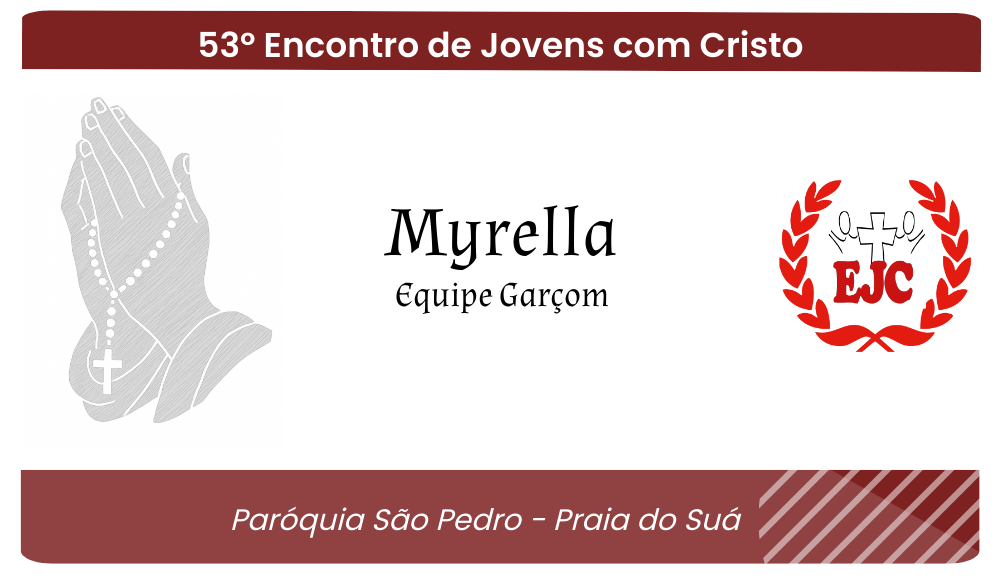 53º Encontro de Jovens com Cristo
Myrella
Equipe Garçom
EJC
Paróquia São Pedro - Praia do Suá